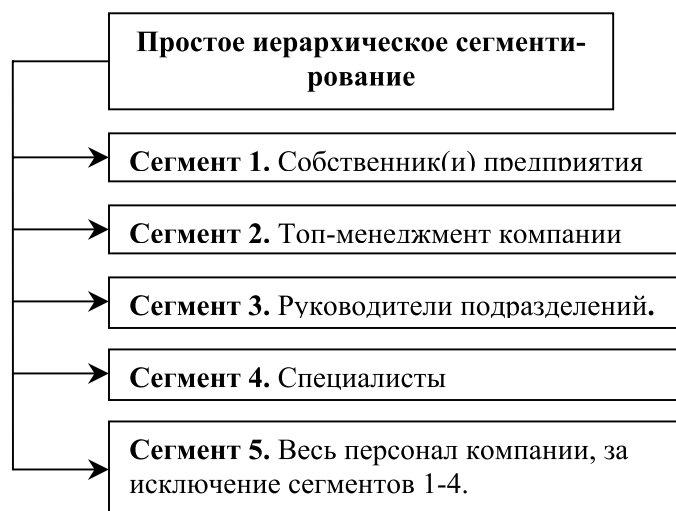 Простое иерархическое сегменти-
рование
Сегмент 1. Собственник(и) предприятия
Сегмент 2. Топ-менеджмент компании
Сегмент 3. Руководители подразделений.
Сегмент 4. Специалисты
Сегмент 5. Весь персонал компании, за
исключение сегментов 1-4.